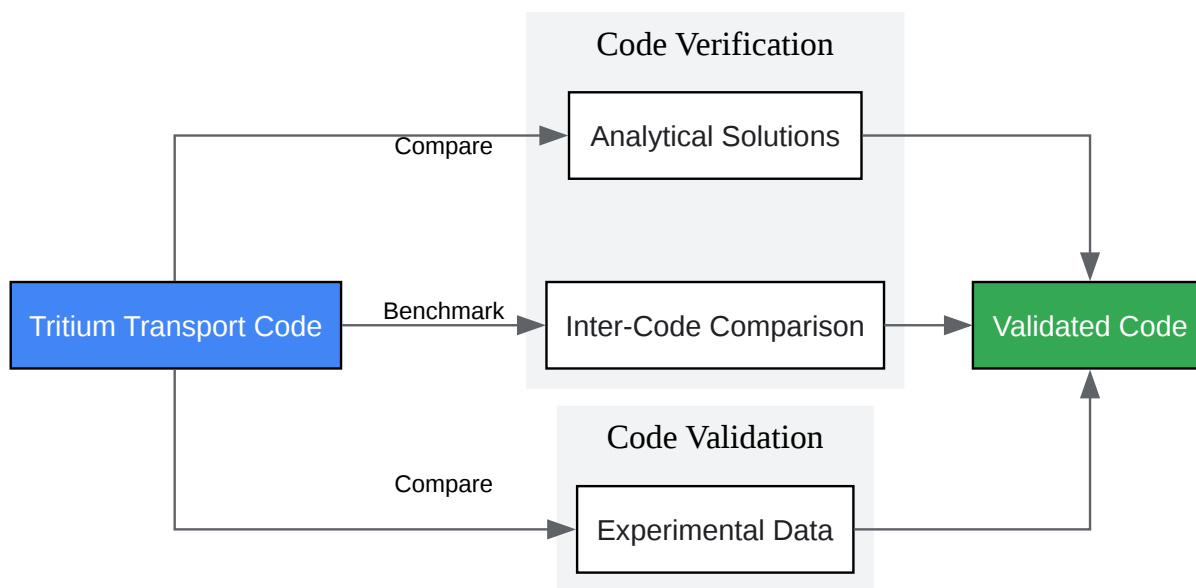 Code Verification
Analytical Solutions
Compare
Tritium Transport Code
Benchmark
Inter-Code Comparison
Validated Code
Code Validation
Compare
Experimental Data